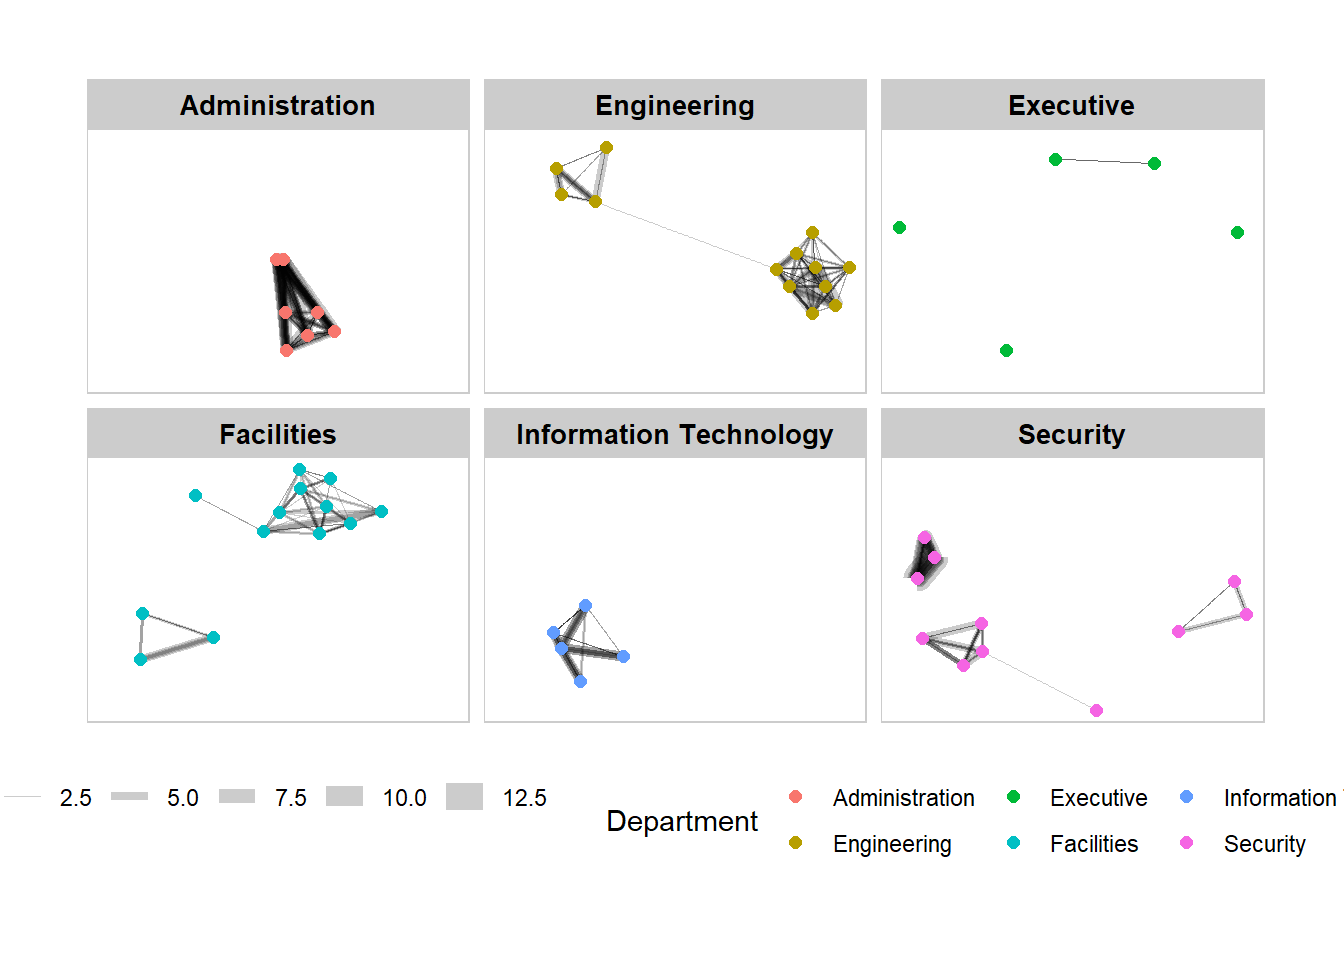 Administration Engineering Executive
Facilities Information Technology Security
2.5 5.0 7.5 10.0 12.5
Department
Administration Executive Information
Engineering Facilities Security